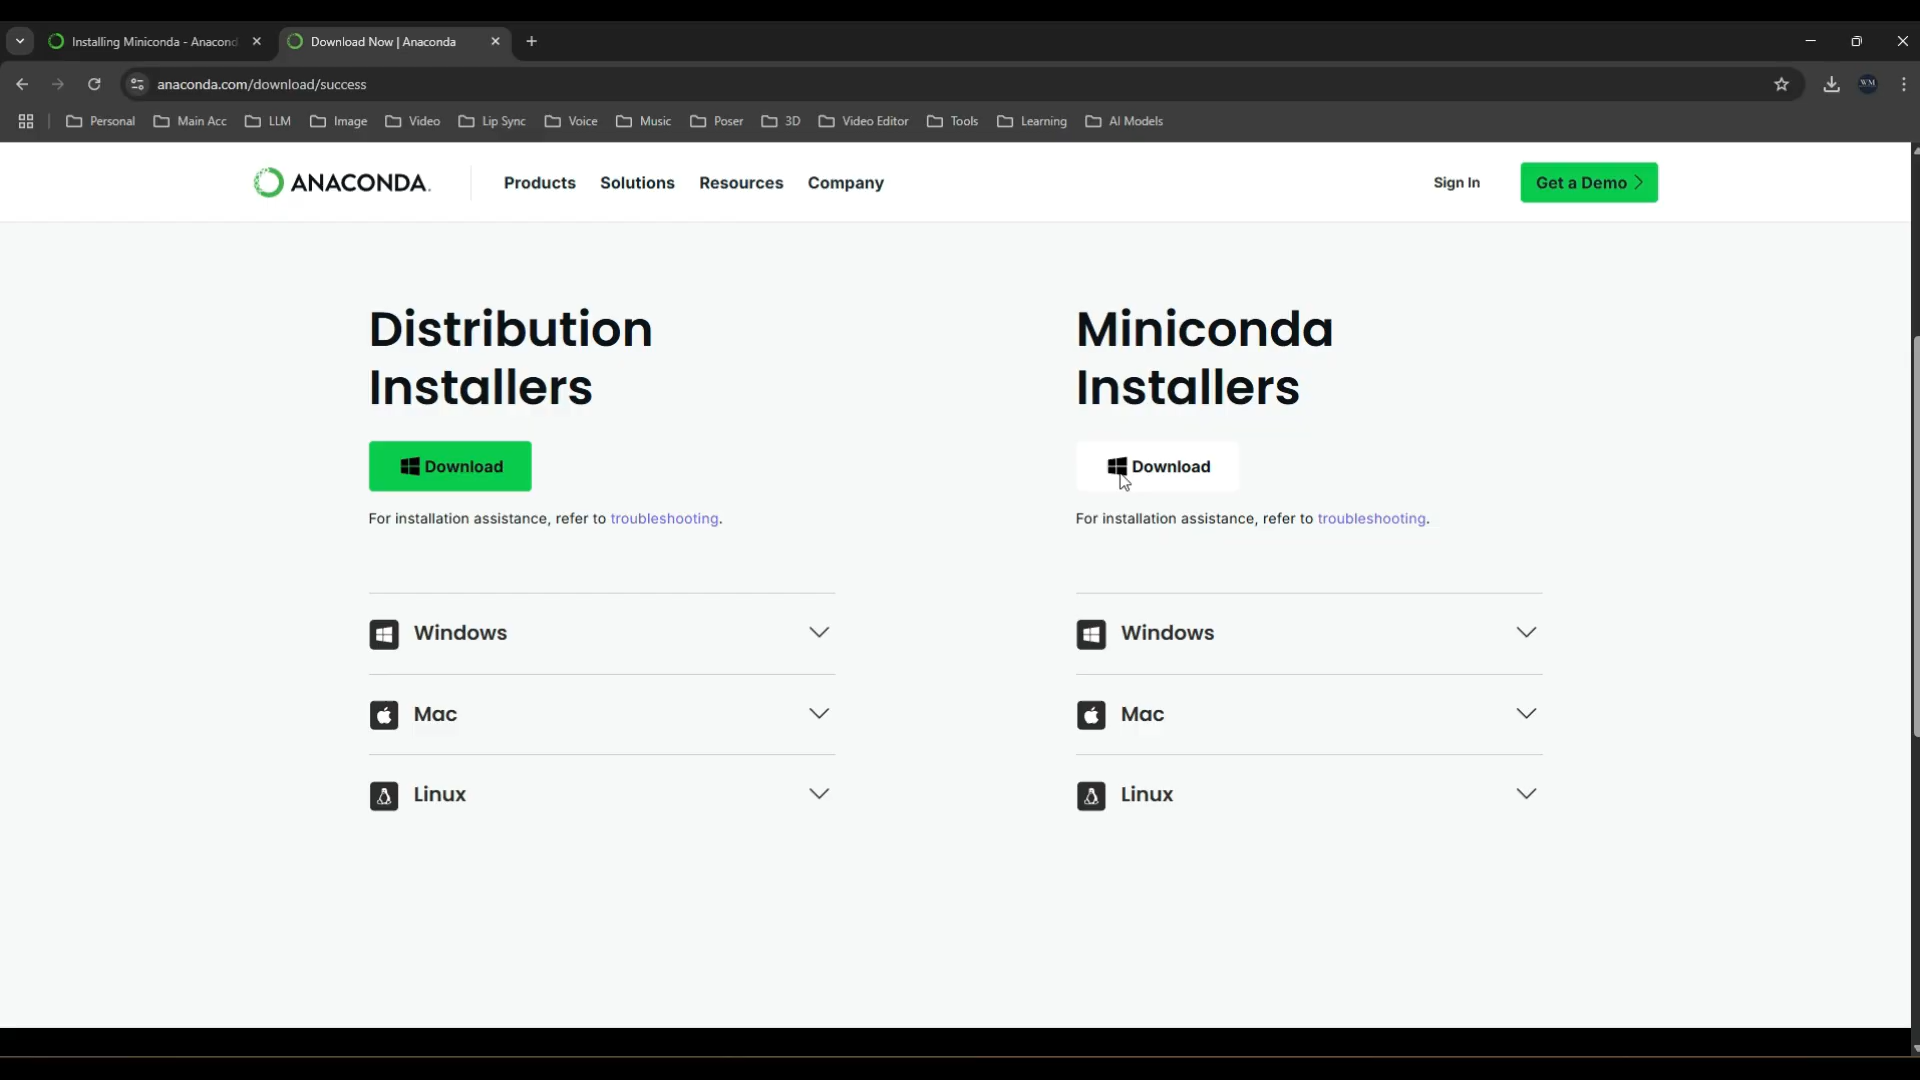 Installing Miniconda - Anacond
Download Now | Anaconda
anaconda.com/download/success
WM
Personal
Main Acc
LLM
Image
Video
Lip Sync
Voice
Music
Poser
3D
Video Editor
Tools
Learning
AI Models
ANACONDA.
Products
Solutions
Resources
Company
Sign In
Get a Demo
Distribution
Installers
Download
For installation assistance, refer to troubleshooting.
Windows
Mac
Linux
Miniconda
Installers
Download
For installation assistance, refer to troubleshooting.
Windows
Mac
Linux